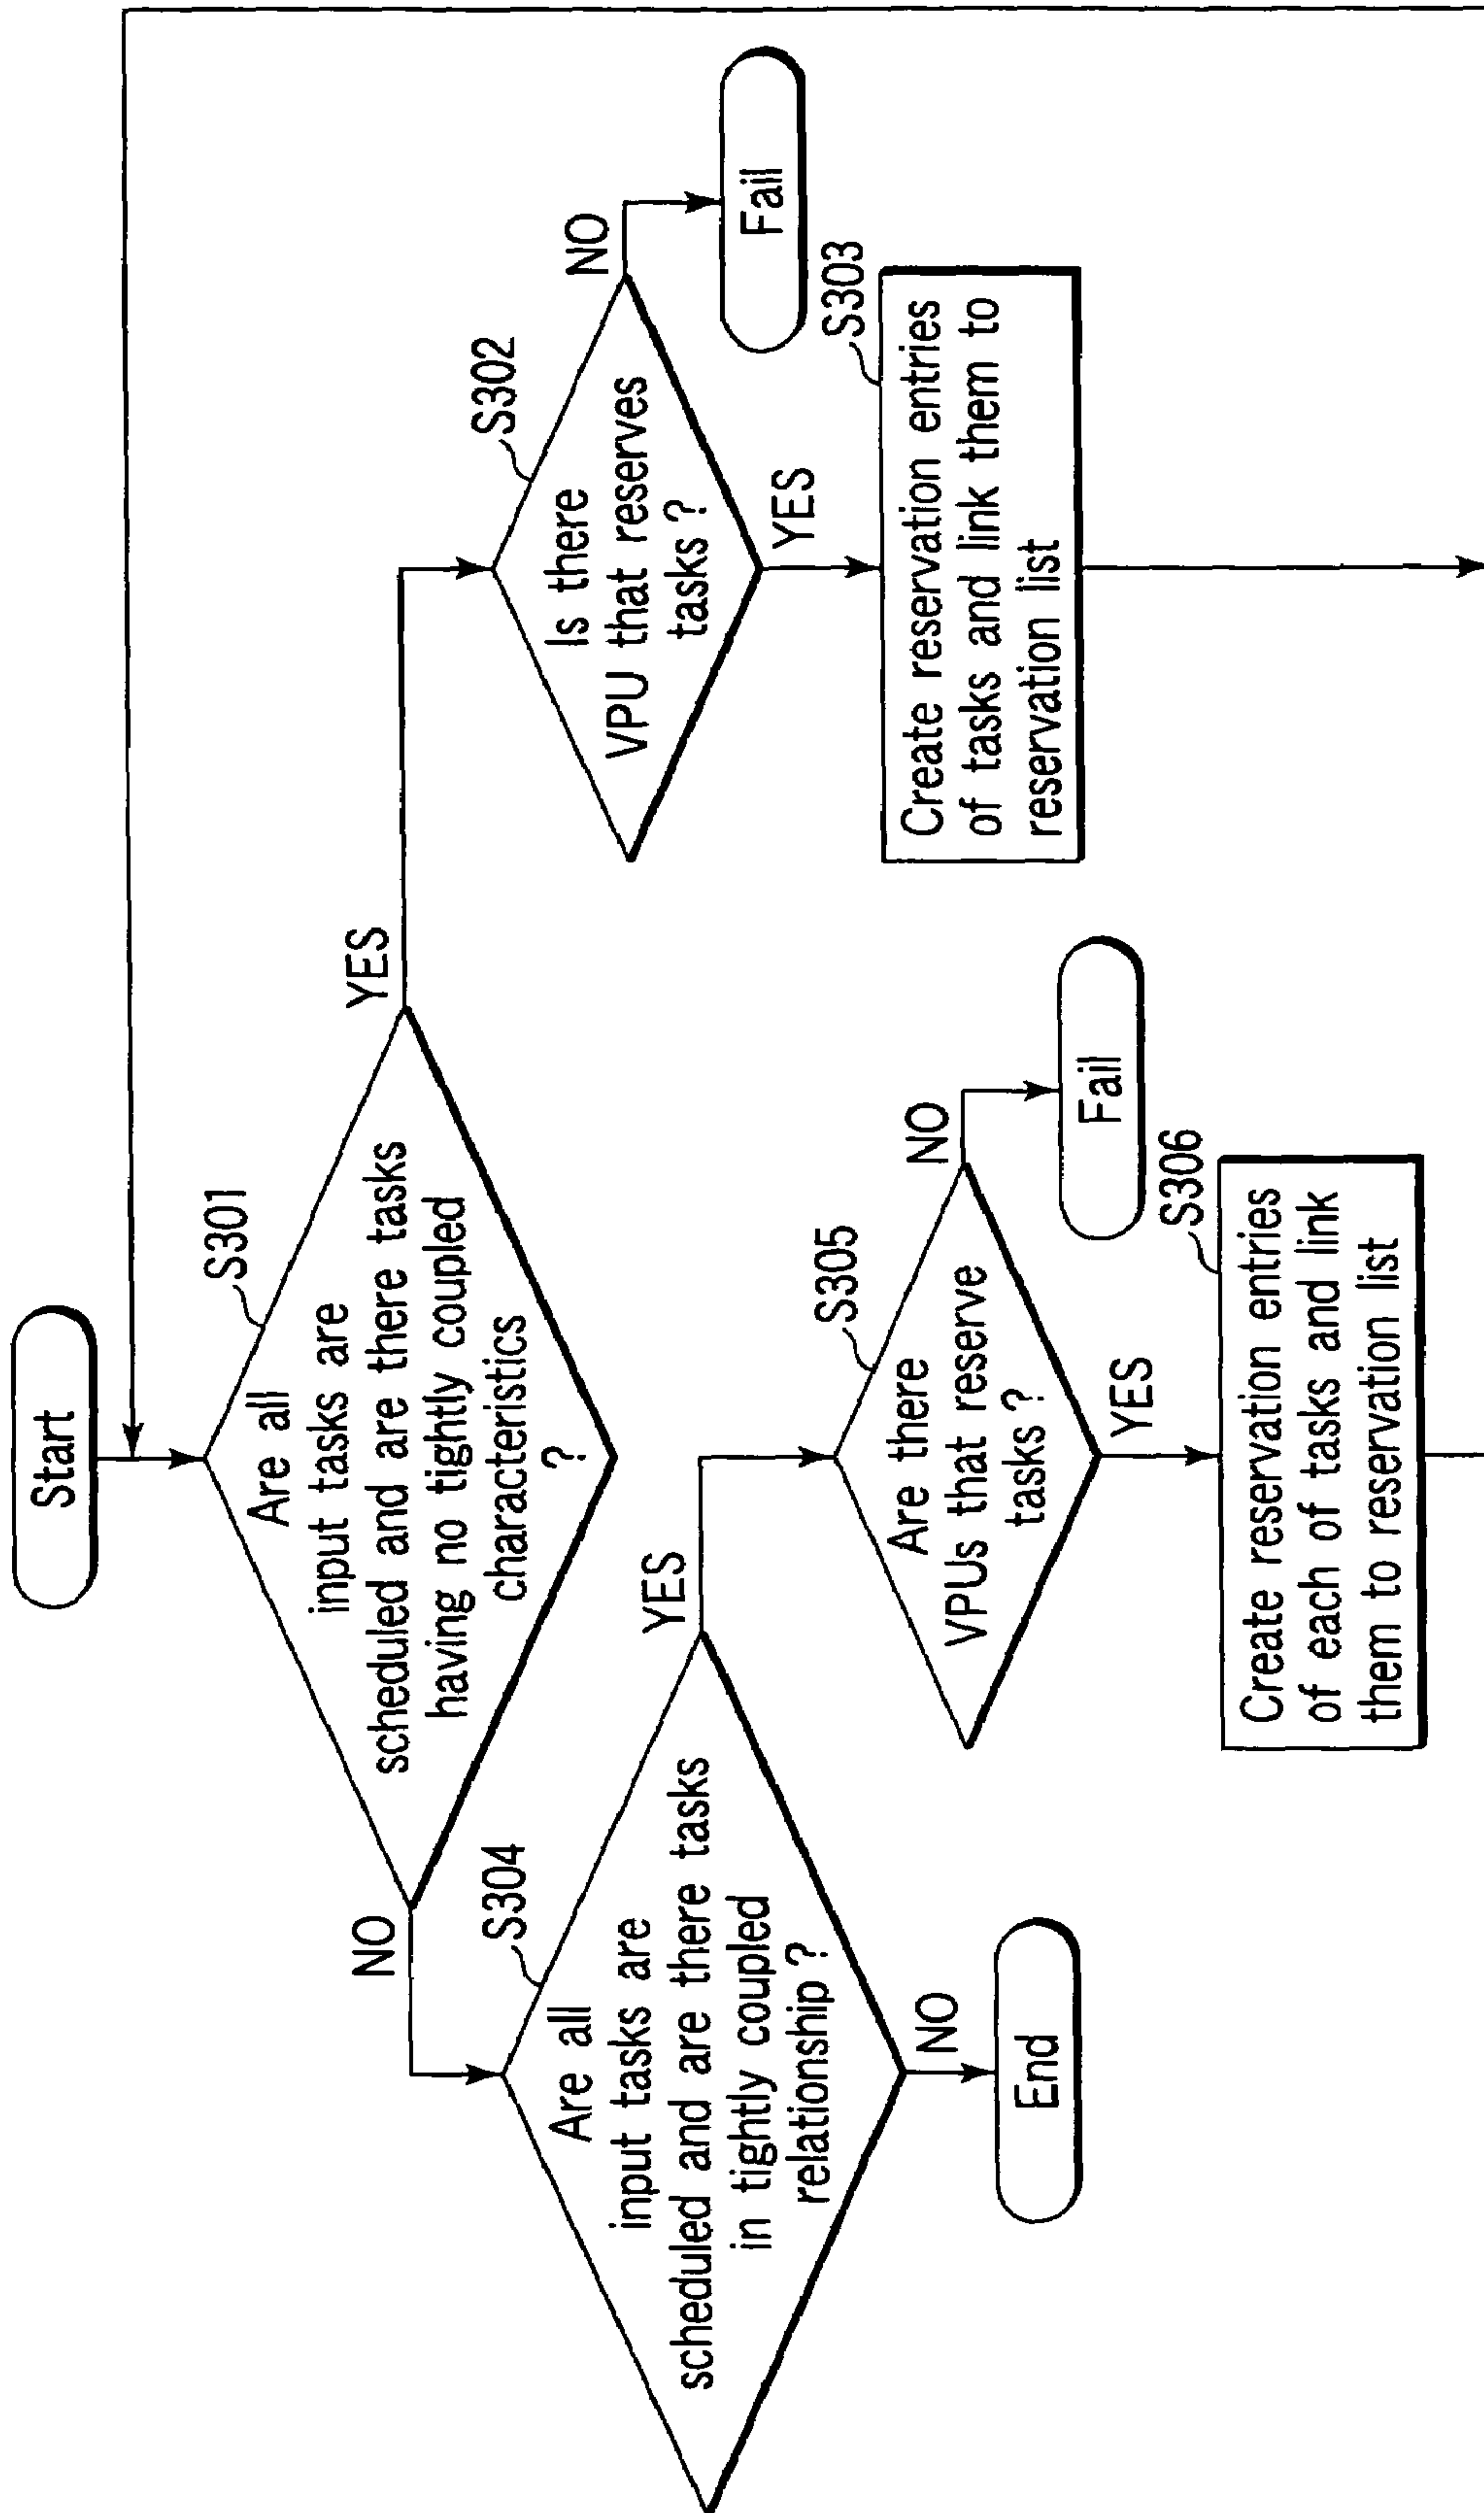 Start
S301
Are all
input tasks are
scheduled and are there tasks
having no tightly coupled
characteristics
?
YES
NO
S302
Is there
VPU that reserves
tasks ?
NO
Fail
YES
S303
Create reservation entries
of tasks and link them to
reservation list
S304
Are all
input tasks are
scheduled and are there tasks
in tightly coupled
relationship ?
YES
NO
End
S305
Are there
VPUs that reserve
tasks ?
NO
Fail
YES
S306
Create reservation entries
of each of tasks and link
them to reservation list